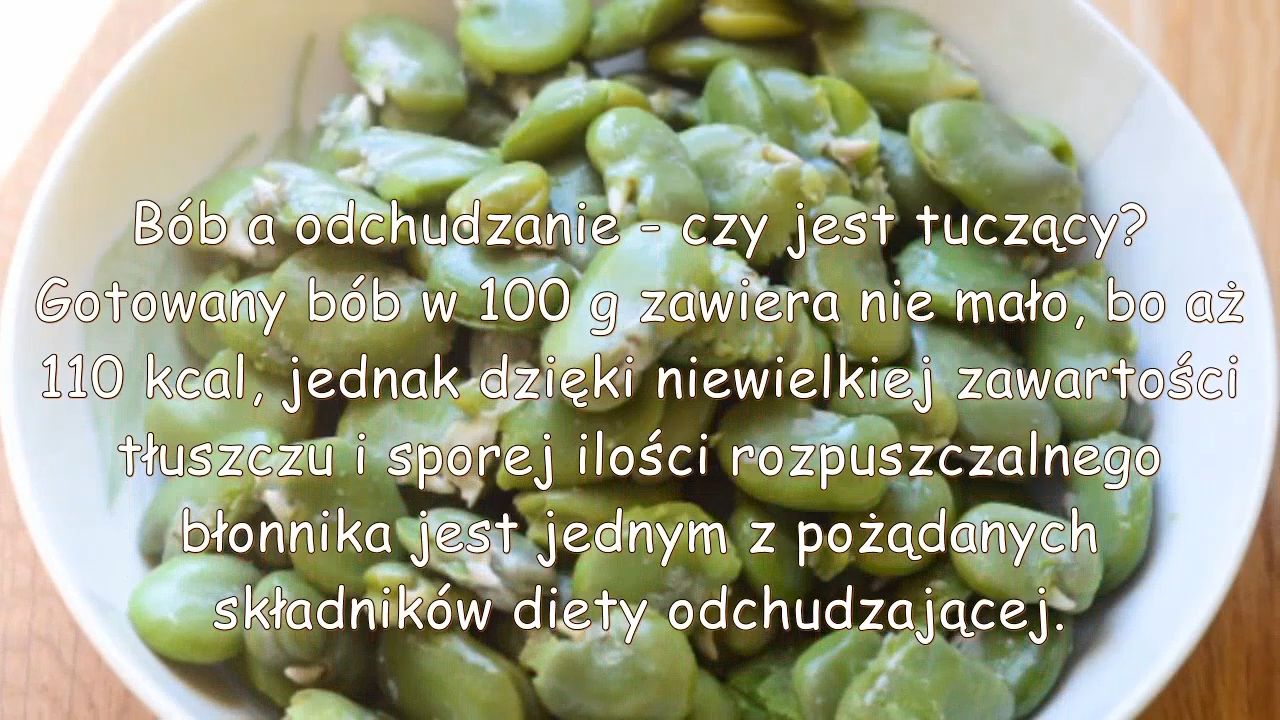 Bób a odchudzanie - czy jest tuczący?
Gotowany bób w 100 g zawiera nie mało, bo aż
110 kcal, jednak dzięki niewielkiej zawartości
tłuszczu i sporej ilości rozpuszczalnego
błonnika jest jednym z pożądanych
składników diety odchudzającej.